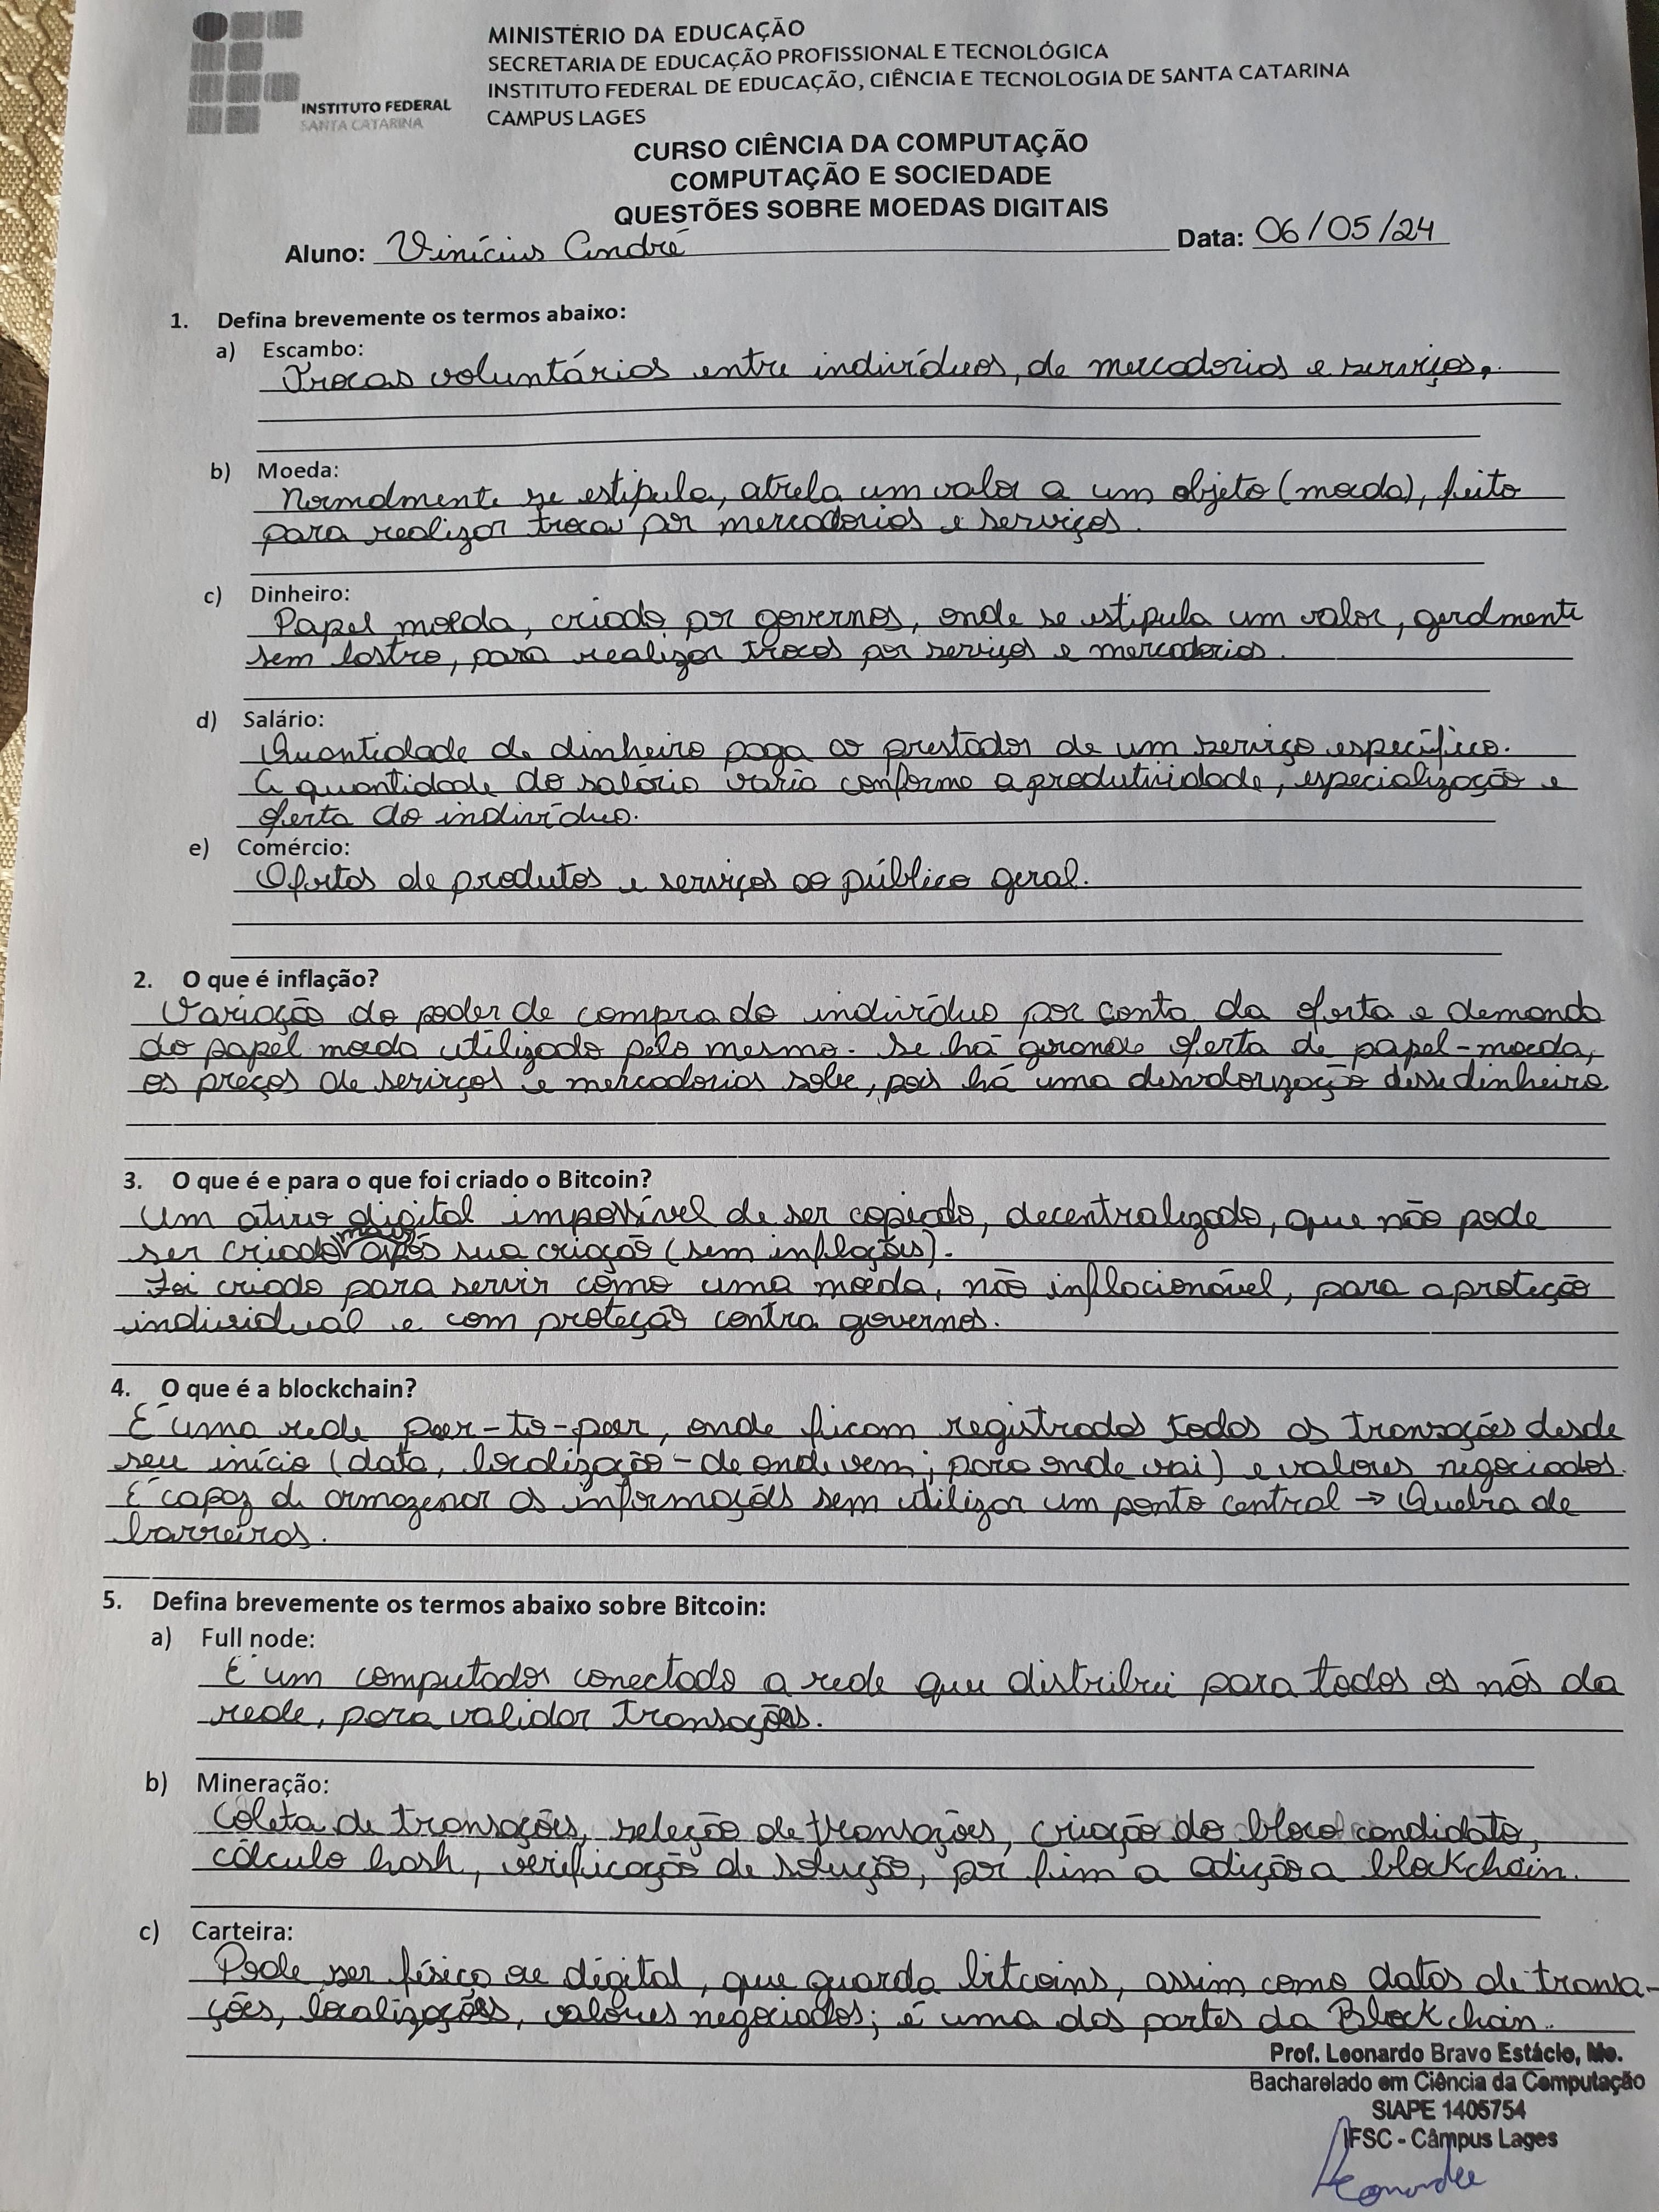 MINISTÉRIO DA EDUCAÇÃO
SECRETARIA DE EDUCAÇÃO PROFISSIONAL E TECNOLÓGICA
INSTITUTO FEDERAL DE EDUCAÇÃO, CIÊNCIA E TECNOLOGIA DE SANTA CATARINA
CAMPUS LAGES
INSTITUTO FEDERAL
SANTA CATARINA
CURSO CIÊNCIA DA COMPUTAÇÃO
COMPUTAÇÃO E SOCIEDADE
QUESTÕES SOBRE MOEDAS DIGITAIS
Aluno: Vinícius André Data: 06/05/24
1. Defina brevemente os termos abaixo:
a) Escambo:
Trocas voluntárias entre indivíduos, de mercadorias e serviços.
b) Moeda:
Normalmente se estipula, atrela um valor a um objeto (moeda), feito
para realizar trocas por mercadorias e serviços.
c) Dinheiro:
Papel moeda, criado por governos, onde se estipula um valor, geralmente
sem lastro, para realizar trocas por serviços e mercadorias.
d) Salário:
Quantidade de dinheiro paga ao prestador de um serviço específico.
A quantidade do salário varia conforme a produtividade, especialização e
oferta do indivíduo.
e) Comércio:
Ofertas de produtos e serviços ao público geral.
2. O que é inflação?
Variação do poder de compra do indivíduo por conta da oferta e demanda
do papel moeda utilizado pelo mesmo. Se há grande oferta de papel-moeda,
os preços de serviços e mercadorias sobe, pois há uma desvalorização desse dinheiro
3. O que é e para o que foi criado o Bitcoin?
Um ativo digital impossível de ser copiado, decentralizado, que não pode
ser criado mais após sua criação (sem inflações).
Foi criado para servir como uma moeda, não inflacionável, para a proteção
individual e com proteção contra governos.
4. O que é a blockchain?
É uma rede peer-to-peer, onde ficam registrados todas as transações desde
seu início (data, localização - de onde vem; para onde vai) e valores negociados.
É capaz de armazenar as informações sem utilizar um ponto central → Quebra de
barreiras.
5. Defina brevemente os termos abaixo sobre Bitcoin:
a) Full node:
É um computador conectado a rede que distribui para todos os nós da
rede, para validar transações.
b) Mineração:
Coleta de transações, seleção de transações, criação do bloco candidato,
cálculo hash, verificação de solução, por fim a adição a blockchain.
c) Carteira:
Pode ser físico ou digital, que guarda bitcoins, assim como datas de transa-
ções, localizações, valores negociados; é uma das partes da Blockchain.
Prof. Leonardo Bravo Estácio, Me.
Bacharelado em Ciência da Computação
SIAPE 1405754
IFSC - Câmpus Lages
Leonardo